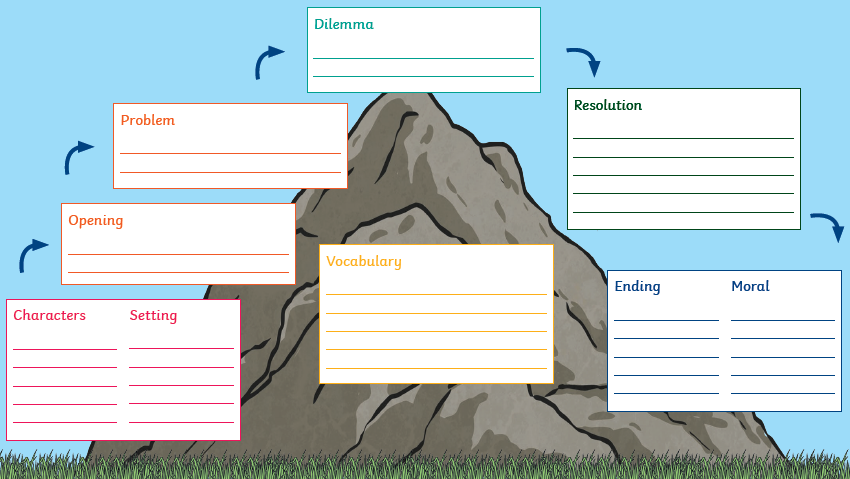 Dilemma
Resolution
Problem
Opening
Vocabulary
Characters Setting
Ending Moral